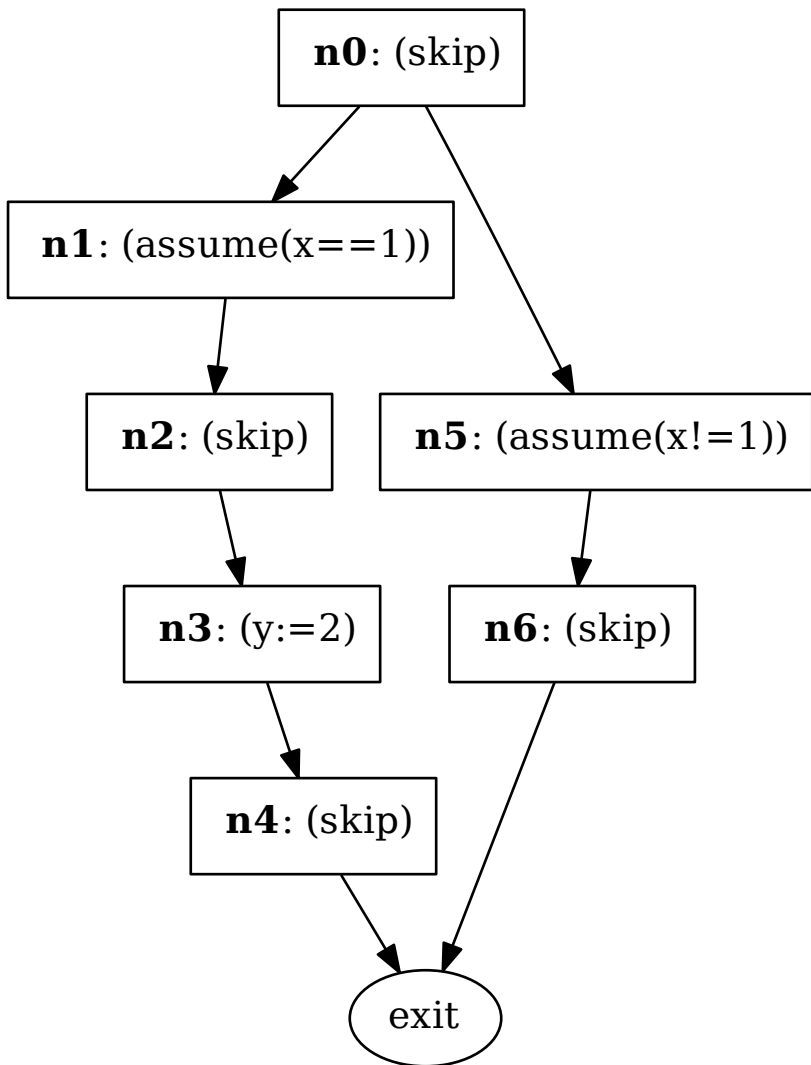 n0: (skip)
n1: (assume(x==1))
n2: (skip)
n5: (assume(x!=1))
n3: (y:=2)
n6: (skip)
n4: (skip)
exit